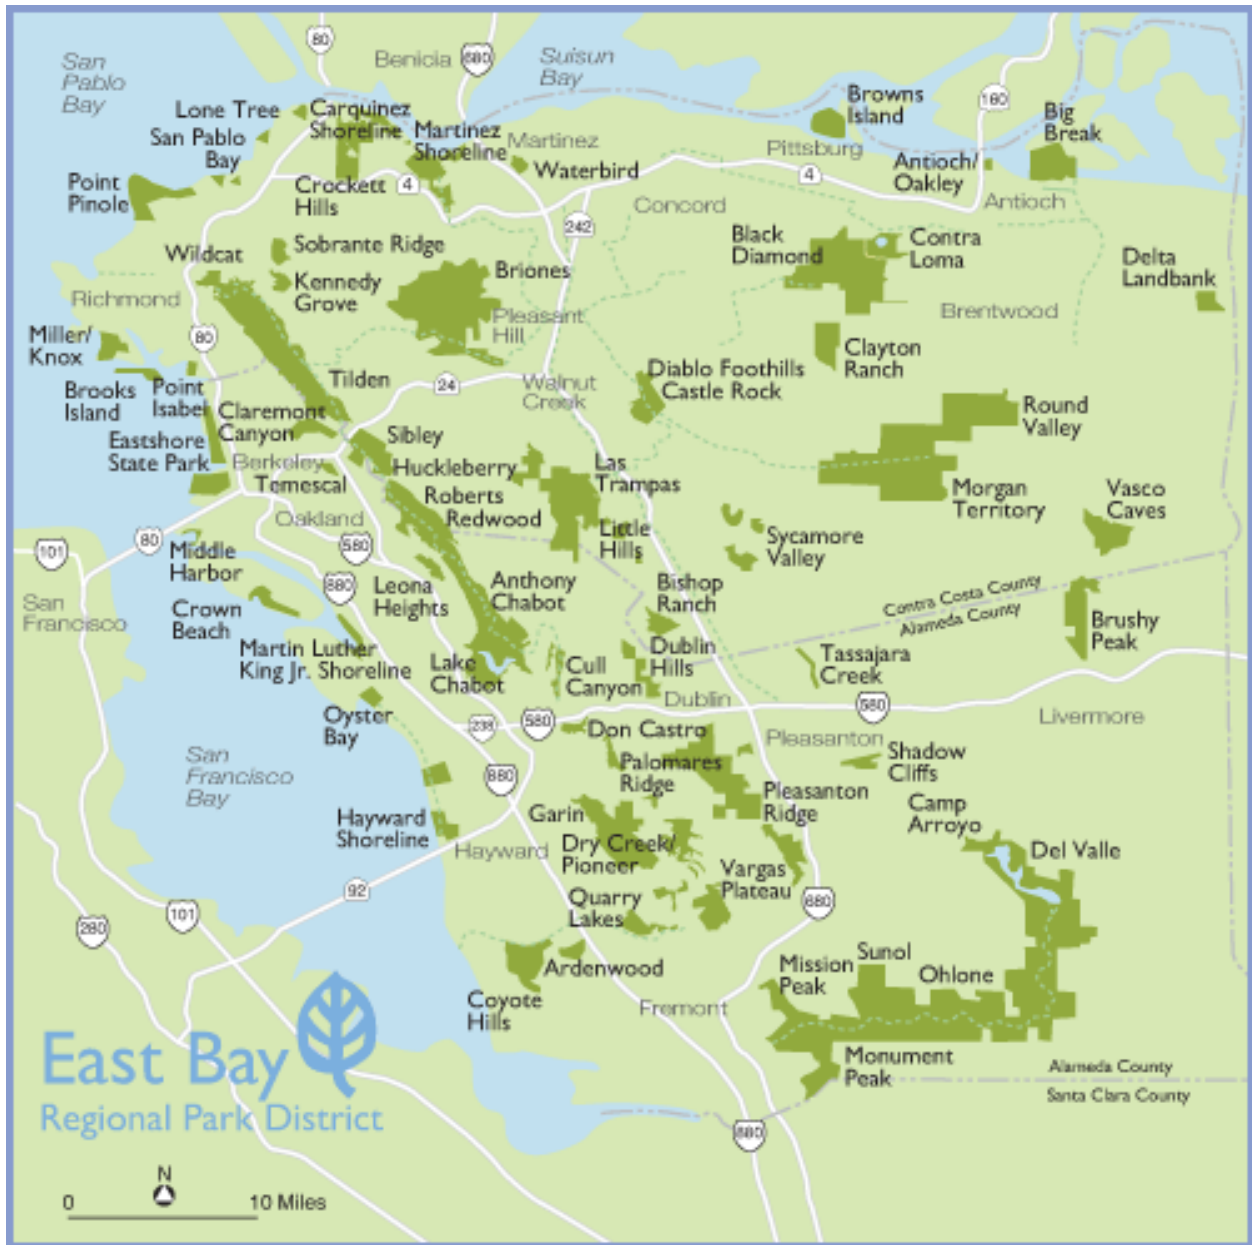 80
Benicia
680
Suisun
Bay
San
Pablo
Bay
Lone Tree
Carquinez
Shoreline
San Pablo
Bay
Martinez
Shoreline
Martinez
Browns
Island
160
Big
Break
Pittsburg
Antioch/
Oakley
Point
Pinole
Crockett
Hills
4
Waterbird
4
Concord
Antioch
242
Wildcat
Sobrante Ridge
Black
Diamond
Contra
Loma
Delta
Landbank
Kennedy
Grove
Briones
Richmond
Pleasant
Hill
Brentwood
Miller/
Knox
80
Clayton
Ranch
Brooks
Island
Point
Isabel
Tilden
24
Walnut
Creek
Diablo Foothills
Castle Rock
Claremont
Canyon
Round
Valley
Eastshore
State Park
Sibley
Berkeley
Huckleberry
Las
Trampas
Temescal
Roberts
Redwood
Morgan
Territory
Vasco
Caves
Oakland
Little
Hills
Sycamore
Valley
101
80
580
Middle
Harbor
880
Leona
Heights
Anthony
Chabot
Bishop
Ranch
Contra Costa County
Alameda County
San
Francisco
Crown
Beach
Brushy
Peak
Martin Luther
King Jr. Shoreline
Lake
Chabot
Cull
Canyon
Dublin
Hills
Tassajara
Creek
Dublin
Oyster
Bay
238
580
580
Livermore
Don Castro
Pleasanton
Shadow
Cliffs
San
Francisco
Bay
880
Palomares
Ridge
Pleasanton
Ridge
Camp
Arroyo
Hayward
Shoreline
Garin
Hayward
Dry Creek/
Pioneer
Vargas
Plateau
Del Valle
92
Quarry
Lakes
680
101
280
Ardenwood
Mission
Peak
Sunol
Ohlone
Coyote
Hills
Fremont
East Bay
Regional Park District
Monument
Peak
Alameda County
Santa Clara County
880
N
0
10 Miles